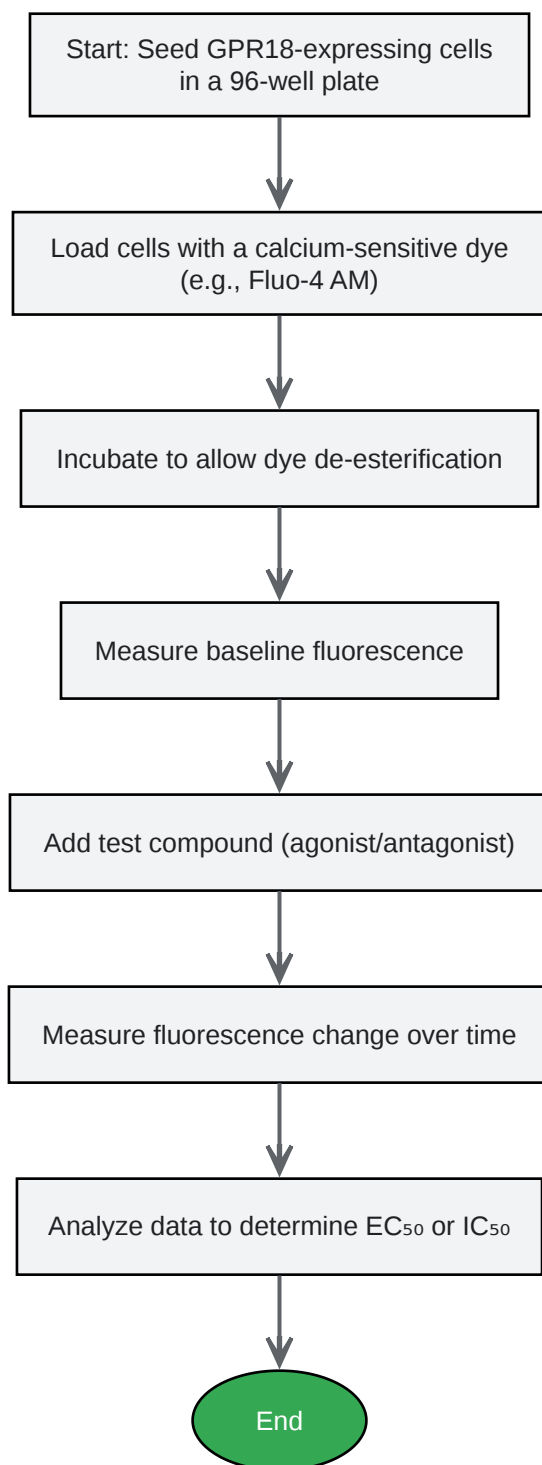 Start: Seed GPR18-expressing cells
in a 96-well plate
Load cells with a calcium-sensitive dye
(e.g., Fluo-4 AM)
Incubate to allow dye de-esterification
Measure baseline fluorescence
Add test compound (agonist/antagonist)
Measure fluorescence change over time
Analyze data to determine EC₅₀ or IC₅₀
End